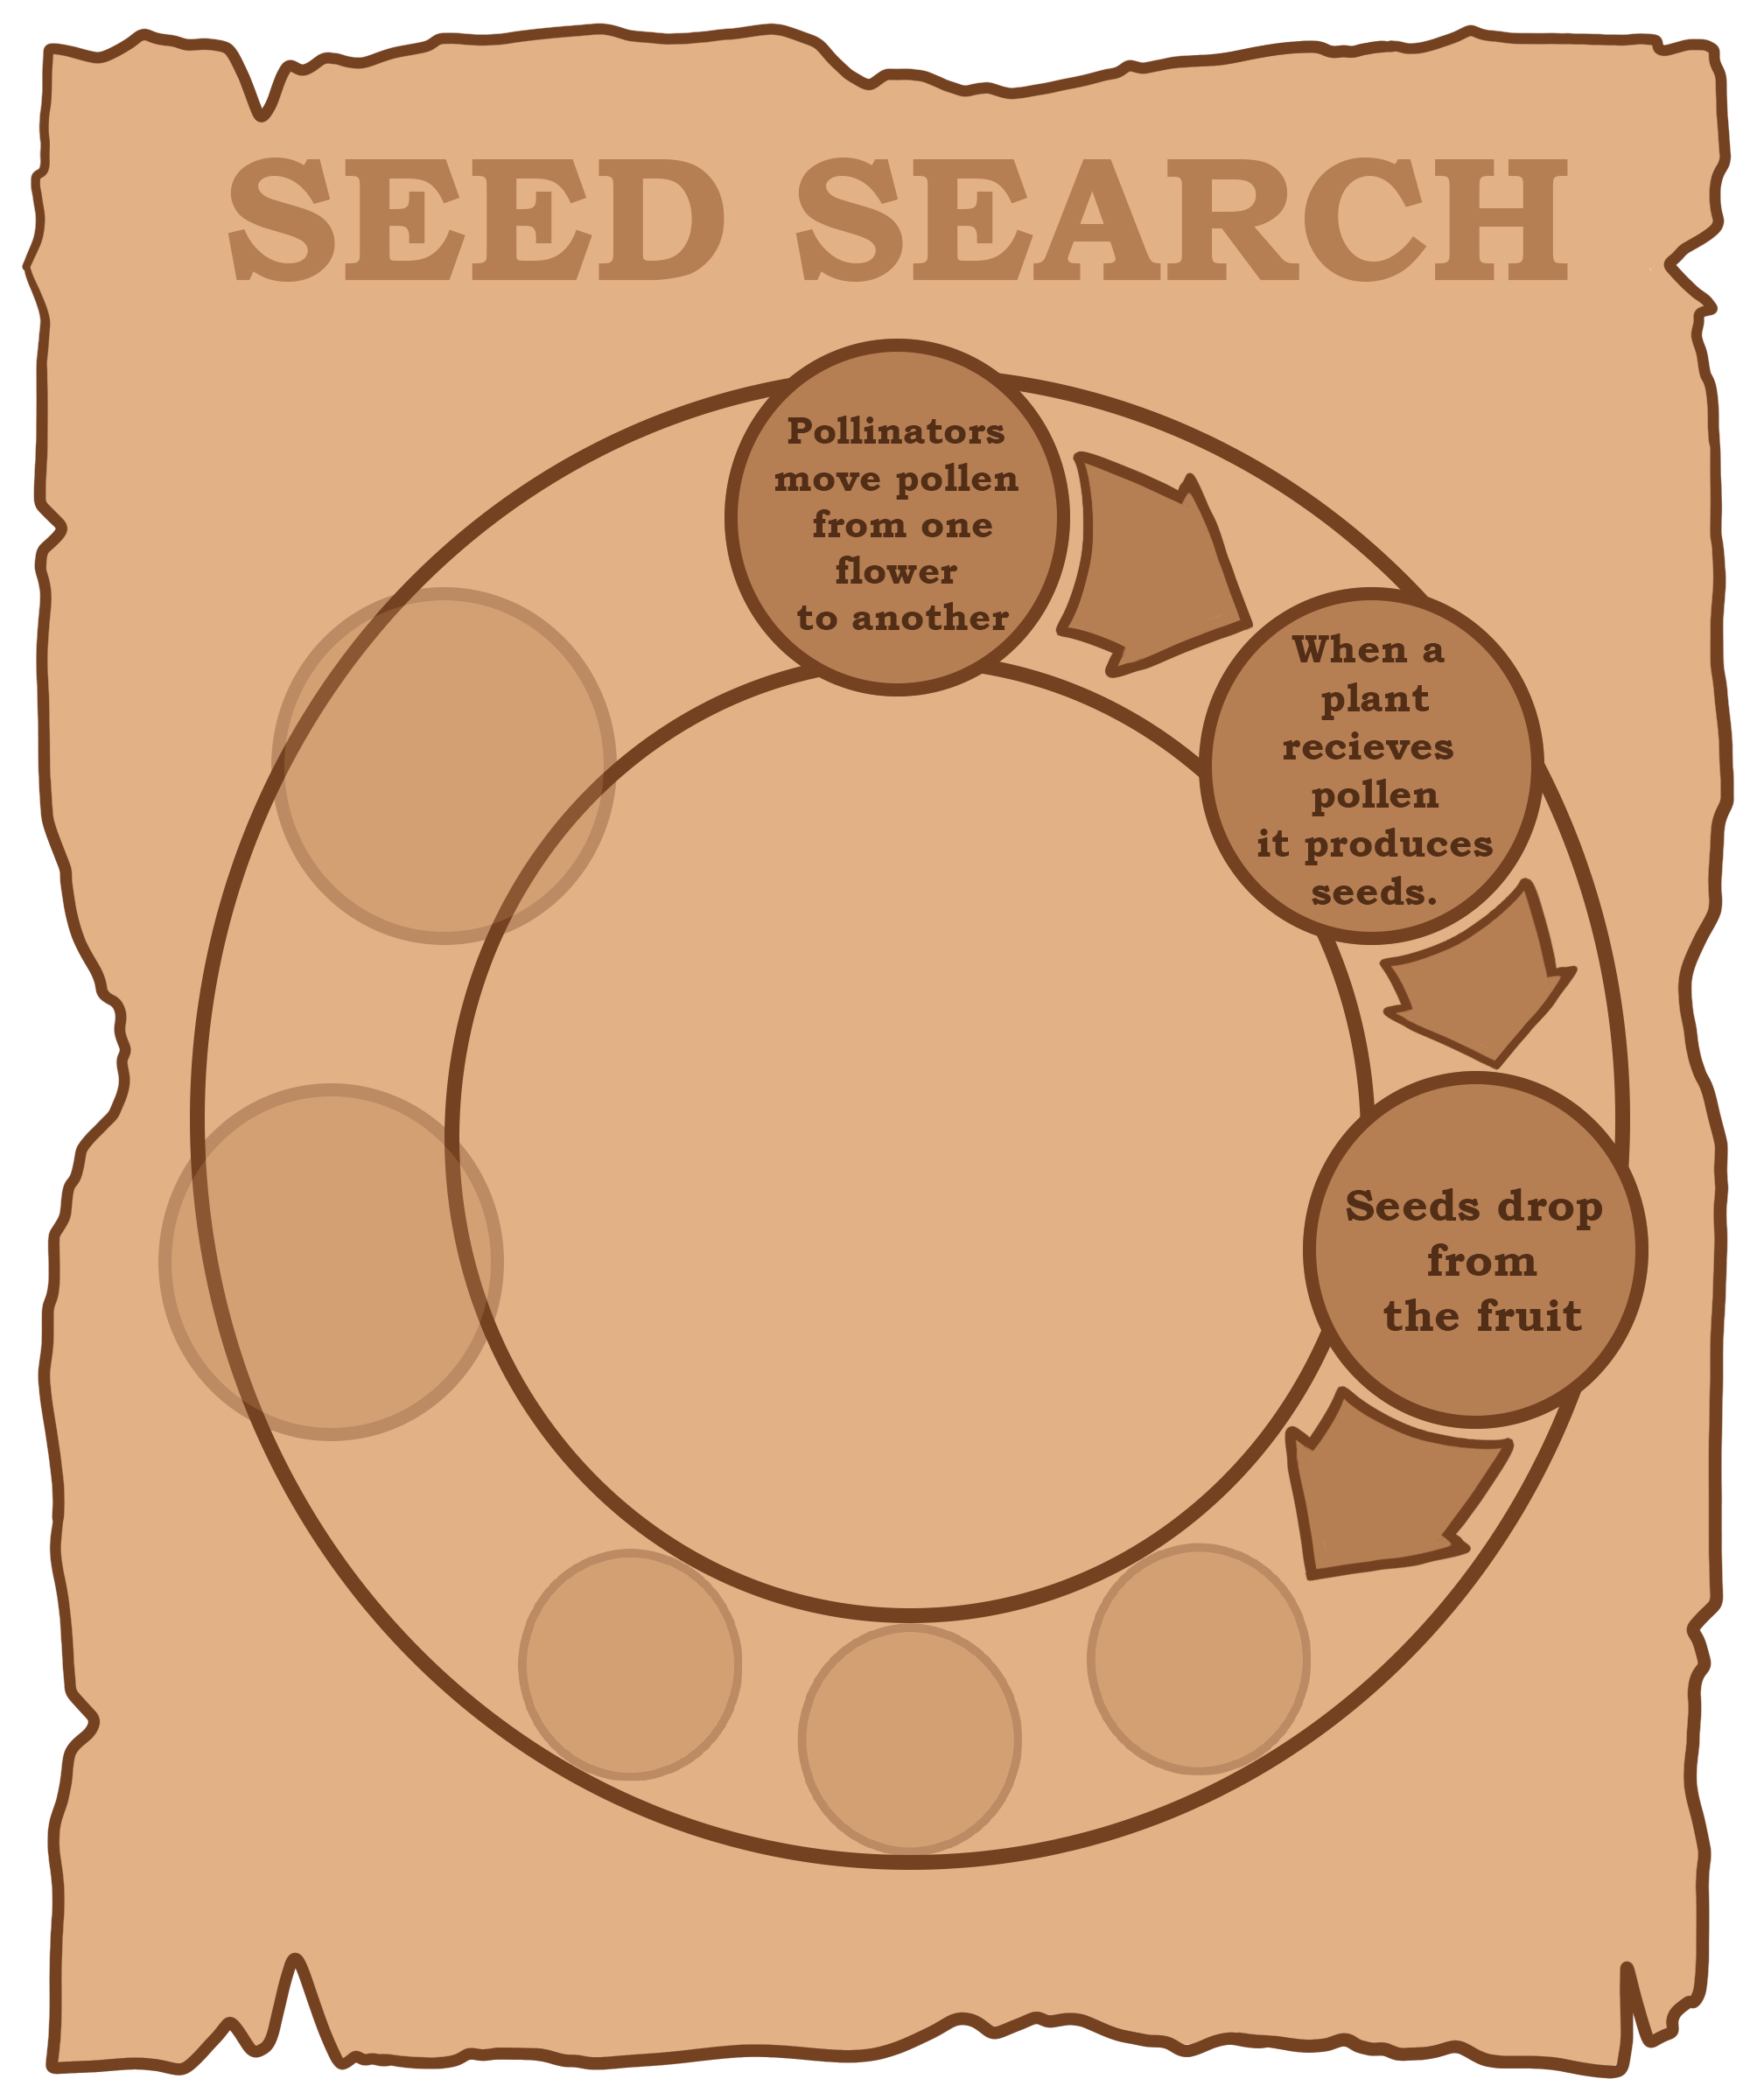 SEED SEARCH
Pollinators
move pollen
from one
flower
to another
When a
plant
recieves
pollen
it produces
seeds.
Seeds drop
from
the fruit